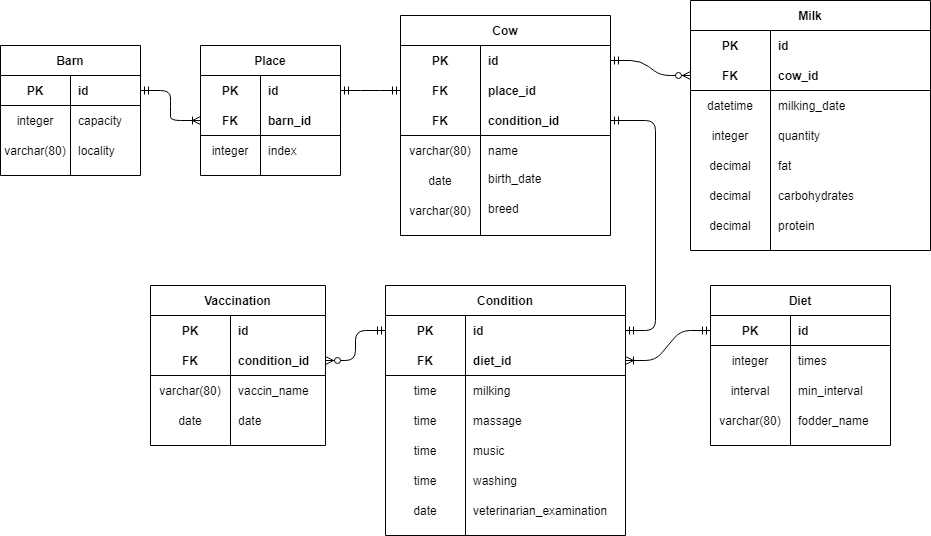 Barn
PK id
integer capacity
varchar(80) locality
Place
PK id
FK barn_id
integer index
Cow
PK id
FK place_id
FK condition_id
varchar(80) name
date birth_date
varchar(80) breed
Milk
PK id
FK cow_id
datetime milking_date
integer quantity
decimal fat
decimal carbohydrates
decimal protein
Vaccination
PK id
FK condition_id
varchar(80) vaccin_name
date date
Condition
PK id
FK diet_id
time milking
time massage
time music
time washing
date veterinarian_examination
Diet
PK id
integer times
interval min_interval
varchar(80) fodder_name